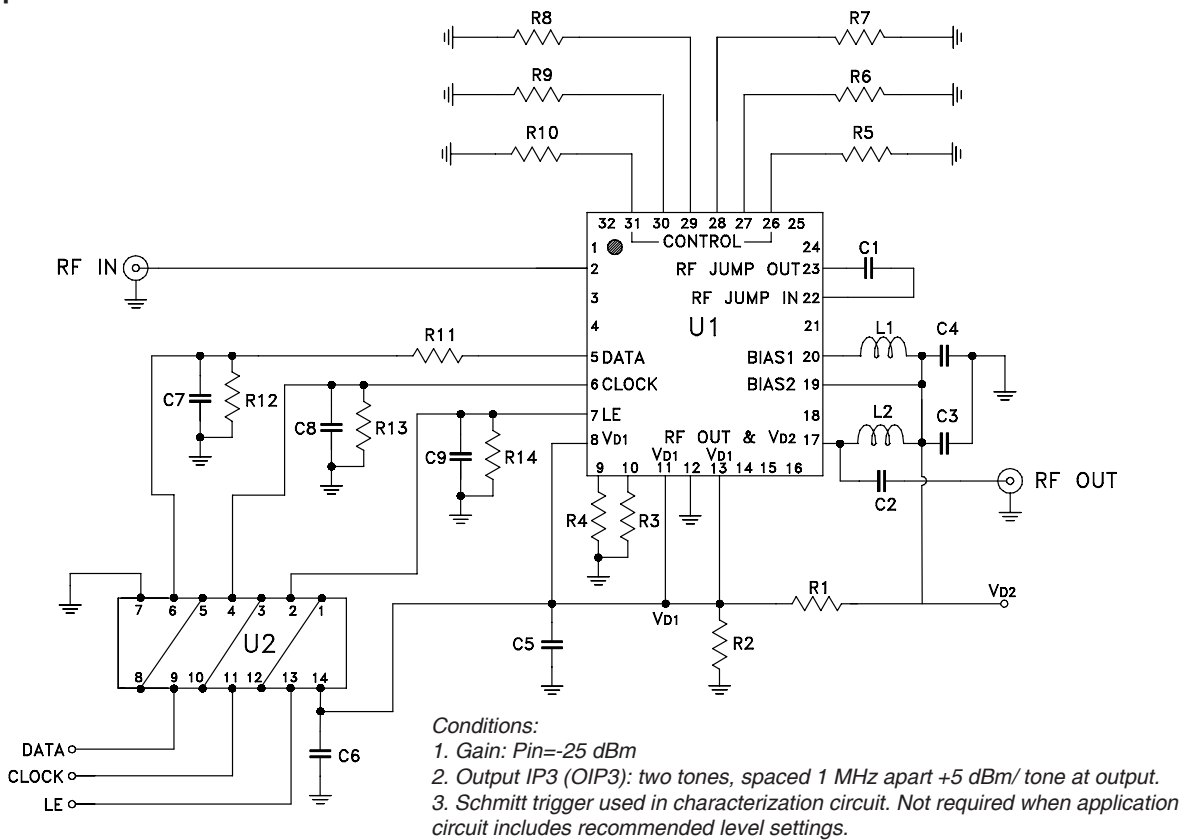 R8
R7
R9
R6
R10
R5
32 31 30 29 28 27 26 25
CONTROL
1
24
C1
RF IN
2
RF JUMP OUT 23
3
RF JUMP IN 22
4
U1
21
R11
L1
C4
5 DATA
BIAS1 20
6 CLOCK
BIAS2 19
C7
R12
7 LE
18
L2
C3
C8
R13
8 VD1
RF OUT & VD2 17
C9
R14
VD1
VD1
9 10 11 12 13 14 15 16
RF OUT
C2
R4
R3
R1
VD2
7 6 5 4 3 2 1
VD1
U2
C5
R2
8 9 10 11 12 13 14
Conditions:
1. Gain: Pin=-25 dBm
DATA
C6
2. Output IP3 (OIP3): two tones, spaced 1 MHz apart +5 dBm/ tone at output.
CLOCK
3. Schmitt trigger used in characterization circuit. Not required when application
LE
circuit includes recommended level settings.